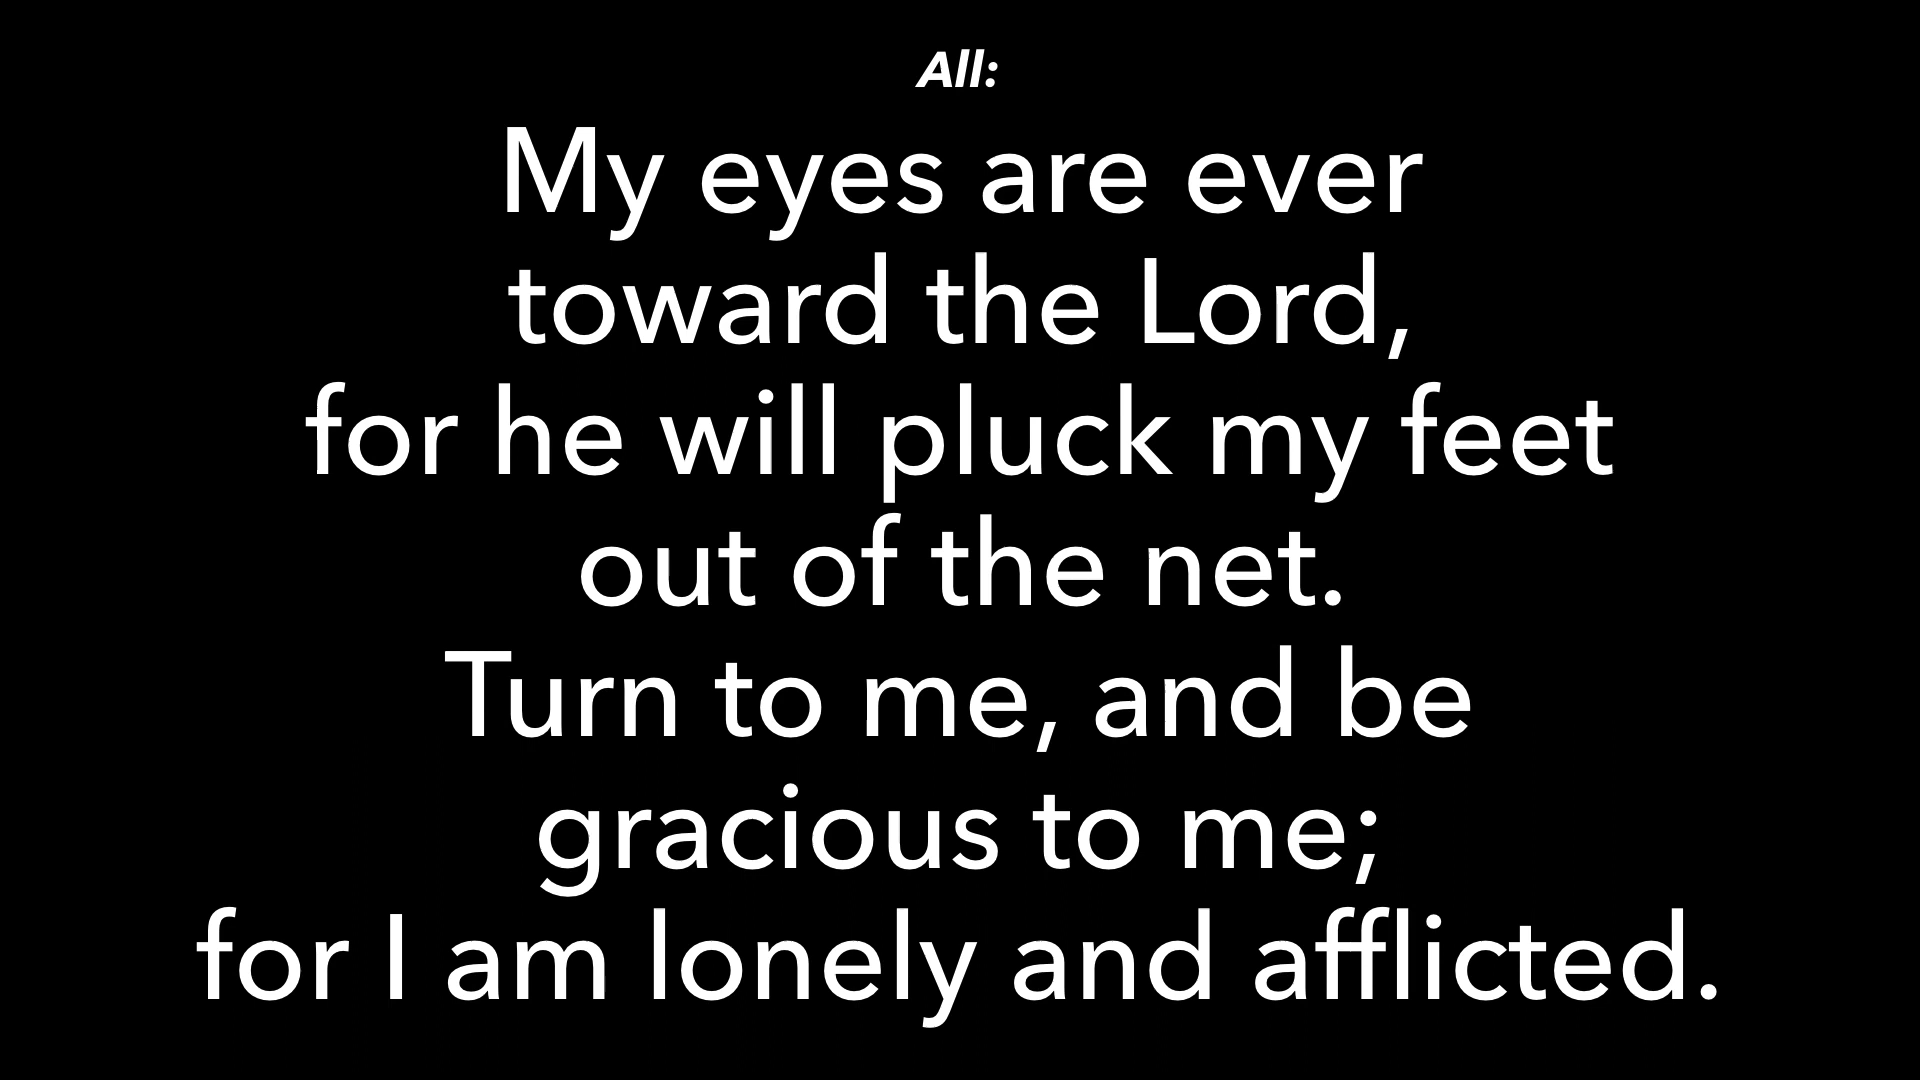 All:
My eyes are ever
toward the Lord,
for he will pluck my feet
out of the net.
Turn to me, and be
gracious to me;
for I am lonely and afflicted.